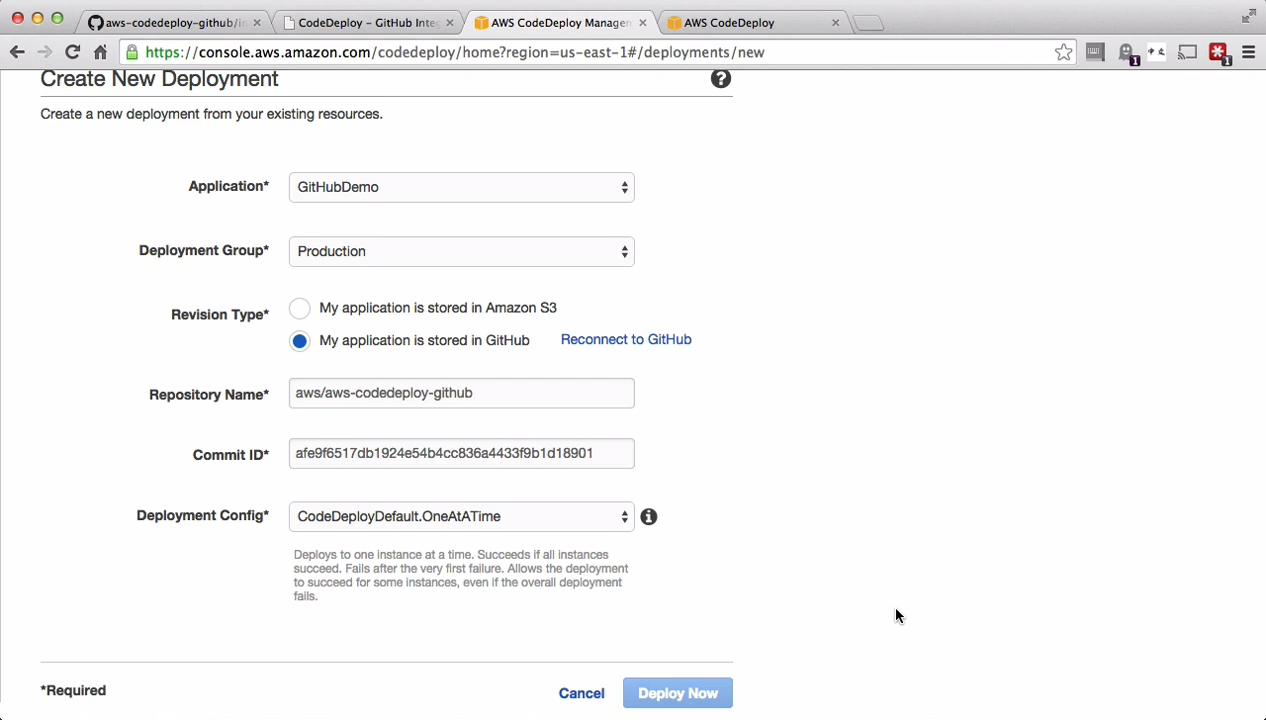 aws-codedeploy-github/in
CodeDeploy – GitHub Integ
AWS CodeDeploy Managem
AWS CodeDeploy
https://console.aws.amazon.com/codedeploy/home?region=us-east-1#/deployments/new
1
1
Create New Deployment
?
Create a new deployment from your existing resources.
Application*
GitHubDemo
Deployment Group*
Production
Revision Type*
My application is stored in Amazon S3
My application is stored in GitHub
Reconnect to GitHub
Repository Name*
aws/aws-codedeploy-github
Commit ID*
afe9f6517db1924e54b4cc836a4433f9b1d18901
Deployment Config*
CodeDeployDefault.OneAtATime
Deploys to one instance at a time. Succeeds if all instances
succeed. Fails after the very first failure. Allows the deployment
to succeed for some instances, even if the overall deployment
fails.
*Required
Cancel
Deploy Now